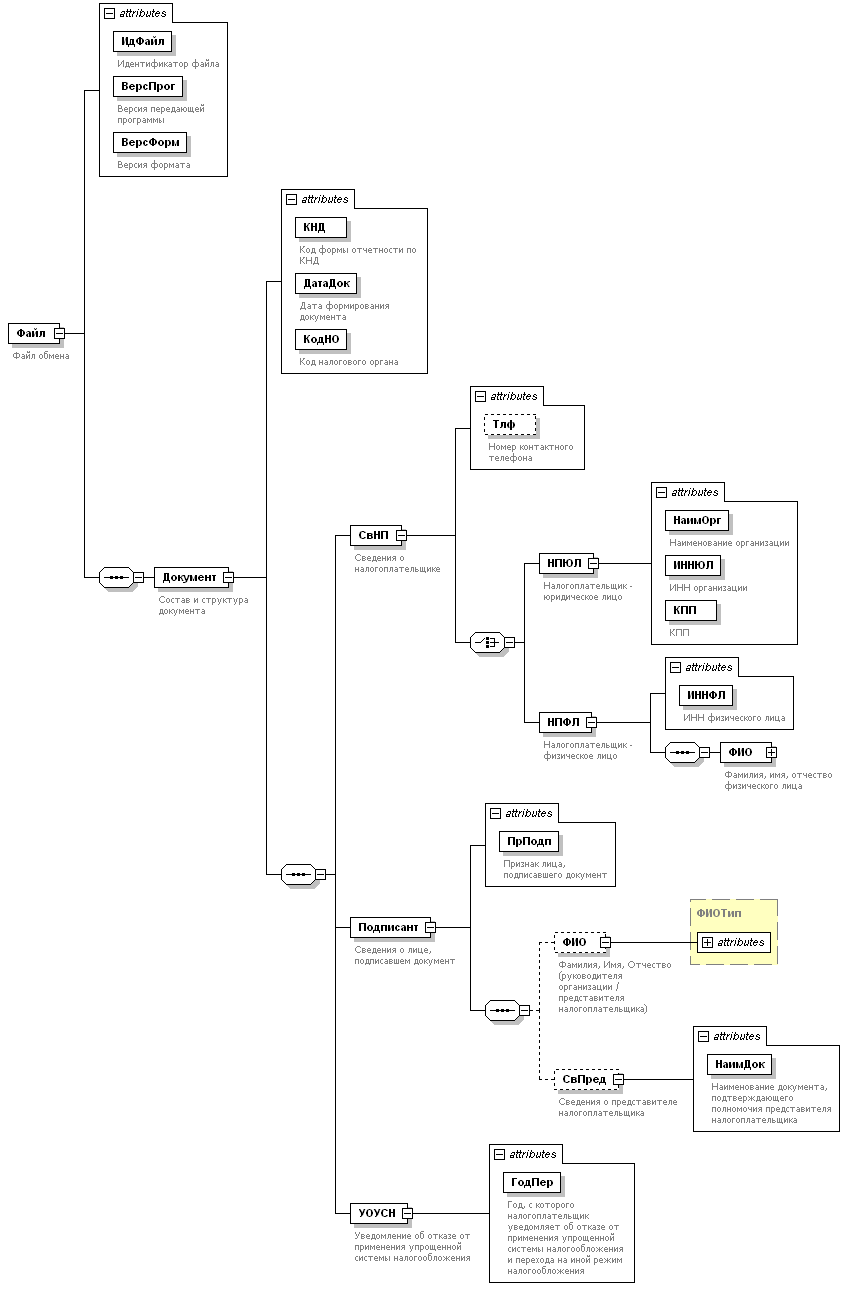 attributes
ИдФайл
Идентификатор файла
ВерсПрог
Версия передающей
программы
ВерсФорм
Версия формата
attributes
КНД
Код формы отчетности по
КНД
ДатаДок
Дата формирования
документа
КодНО
Код налогового органа
Файл
Файл обмена
Документ
Состав и структура
документа
attributes
Тлф
Номер контактного
телефона
СвНП
Сведения о
налогоплательщике
attributes
НаимОрг
Наименование организации
ИННЮЛ
ИНН организации
КПП
КПП
НПЮЛ
Налогоплательщик -
юридическое лицо
attributes
ИННФЛ
ИНН физического лица
НПФЛ
Налогоплательщик -
физическое лицо
ФИО
Фамилия, имя, отчество
физического лица
attributes
ПрПодп
Признак лица,
подписавшего документ
Подписант
Сведения о лице,
подписавшем документ
ФИОТип
attributes
ФИО
Фамилия, Имя, Отчество
(руководителя
организации /
представителя
налогоплательщика)
attributes
НаимДок
Наименование документа,
подтверждающего
полномочия представителя
налогоплательщика
СвПред
Сведения о представителе
налогоплательщика
attributes
ГодПер
Год, с которого
налогоплательщик
уведомляет об отказе от
применения упрощенной
системы налогообложения
и перехода на иной режим
налогообложения
УОУСН
Уведомление об отказе от
применения упрощенной
системы налогообложения